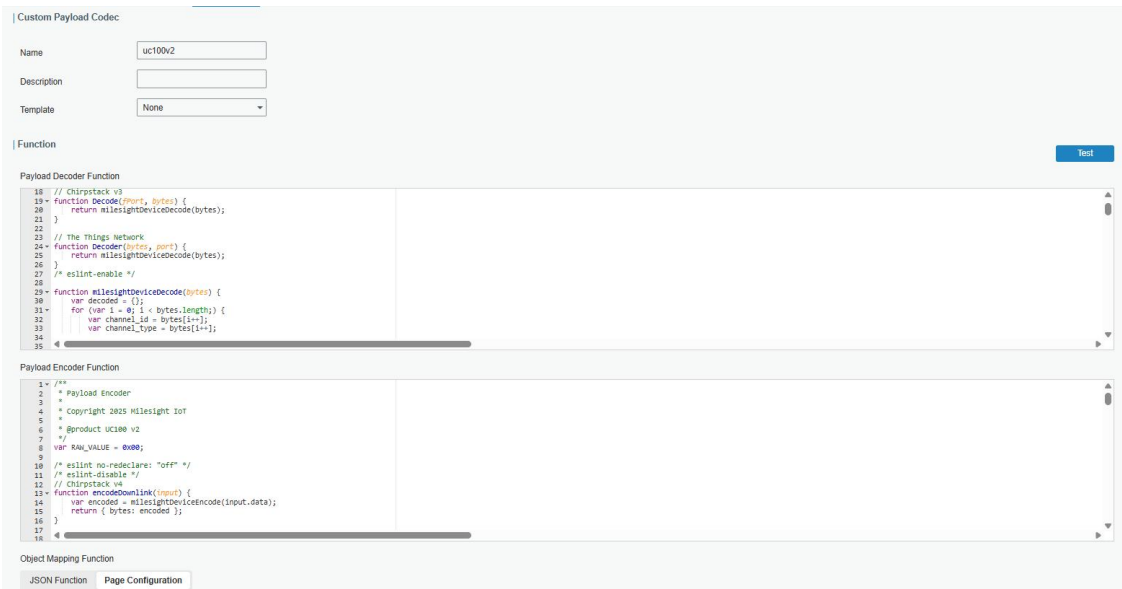 Custom Payload Codec
Name
uc100v2
Description
Template
None
Function
Test
Payload Decoder Function
18 // Chirpstack v3
19 function Decode(fPort, bytes) {
20 return milesightDeviceDecode(bytes);
21 }
22
23 // The Things Network
24 function Decoder(bytes, port) {
25 return milesightDeviceDecode(bytes);
26 }
27 /* eslint-enable */
28
29 function milesightDeviceDecode(bytes) {
30 var decoded = {};
31 for (var i = 0; i < bytes.length;) {
32 var channel_id = bytes[i++];
33 var channel_type = bytes[i++];
34
35
Payload Encoder Function
1 /**
2 * Payload Encoder
3 *
4 * Copyright 2025 Milesight IoT
5 *
6 * @product UC100 v2
7 */
8 var RAW_VALUE = 0x00;
9
10 /* eslint no-redeclare: "off" */
11 /* eslint-disable */
12 // Chirpstack v4
13 function encodeDownlink(input) {
14 var encoded = milesightDeviceEncode(input.data);
15 return { bytes: encoded };
16 }
17
18
Object Mapping Function
JSON Function Page Configuration